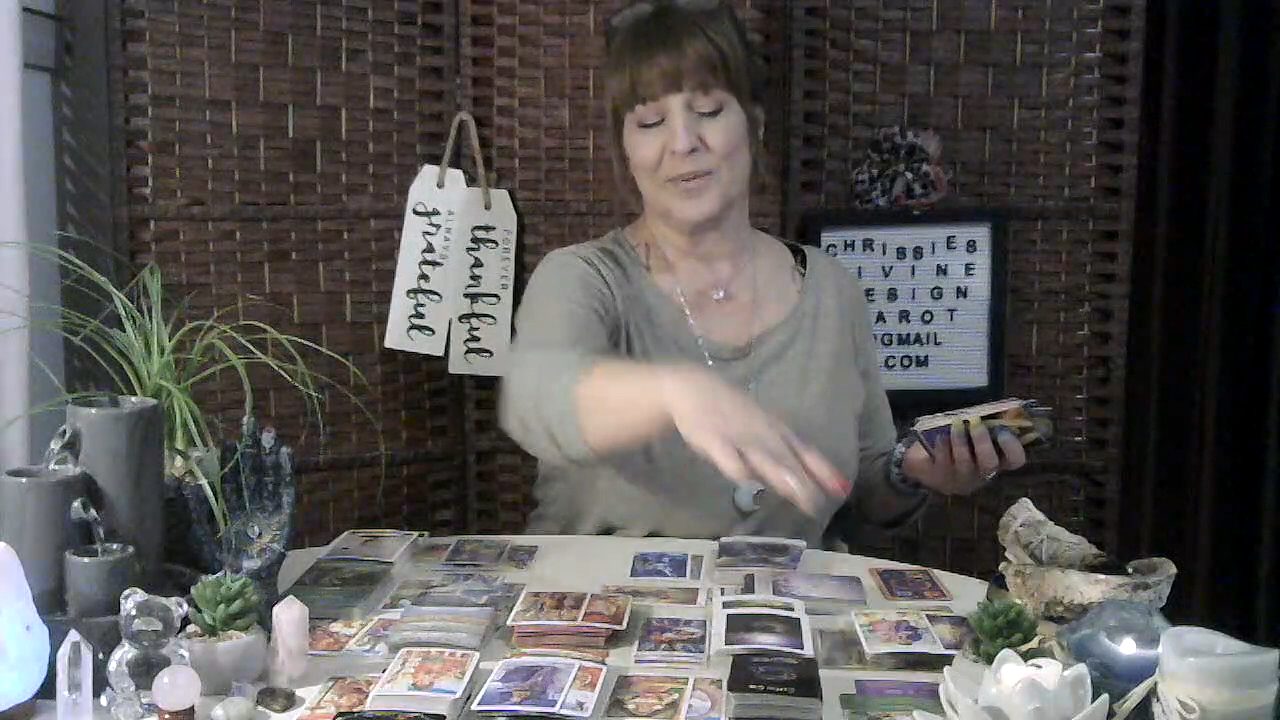 ALWAYS
grateful
FOREVER
thankful
CHRISSIES
IVINE
ESIGN
AROT
GMAIL
.COM